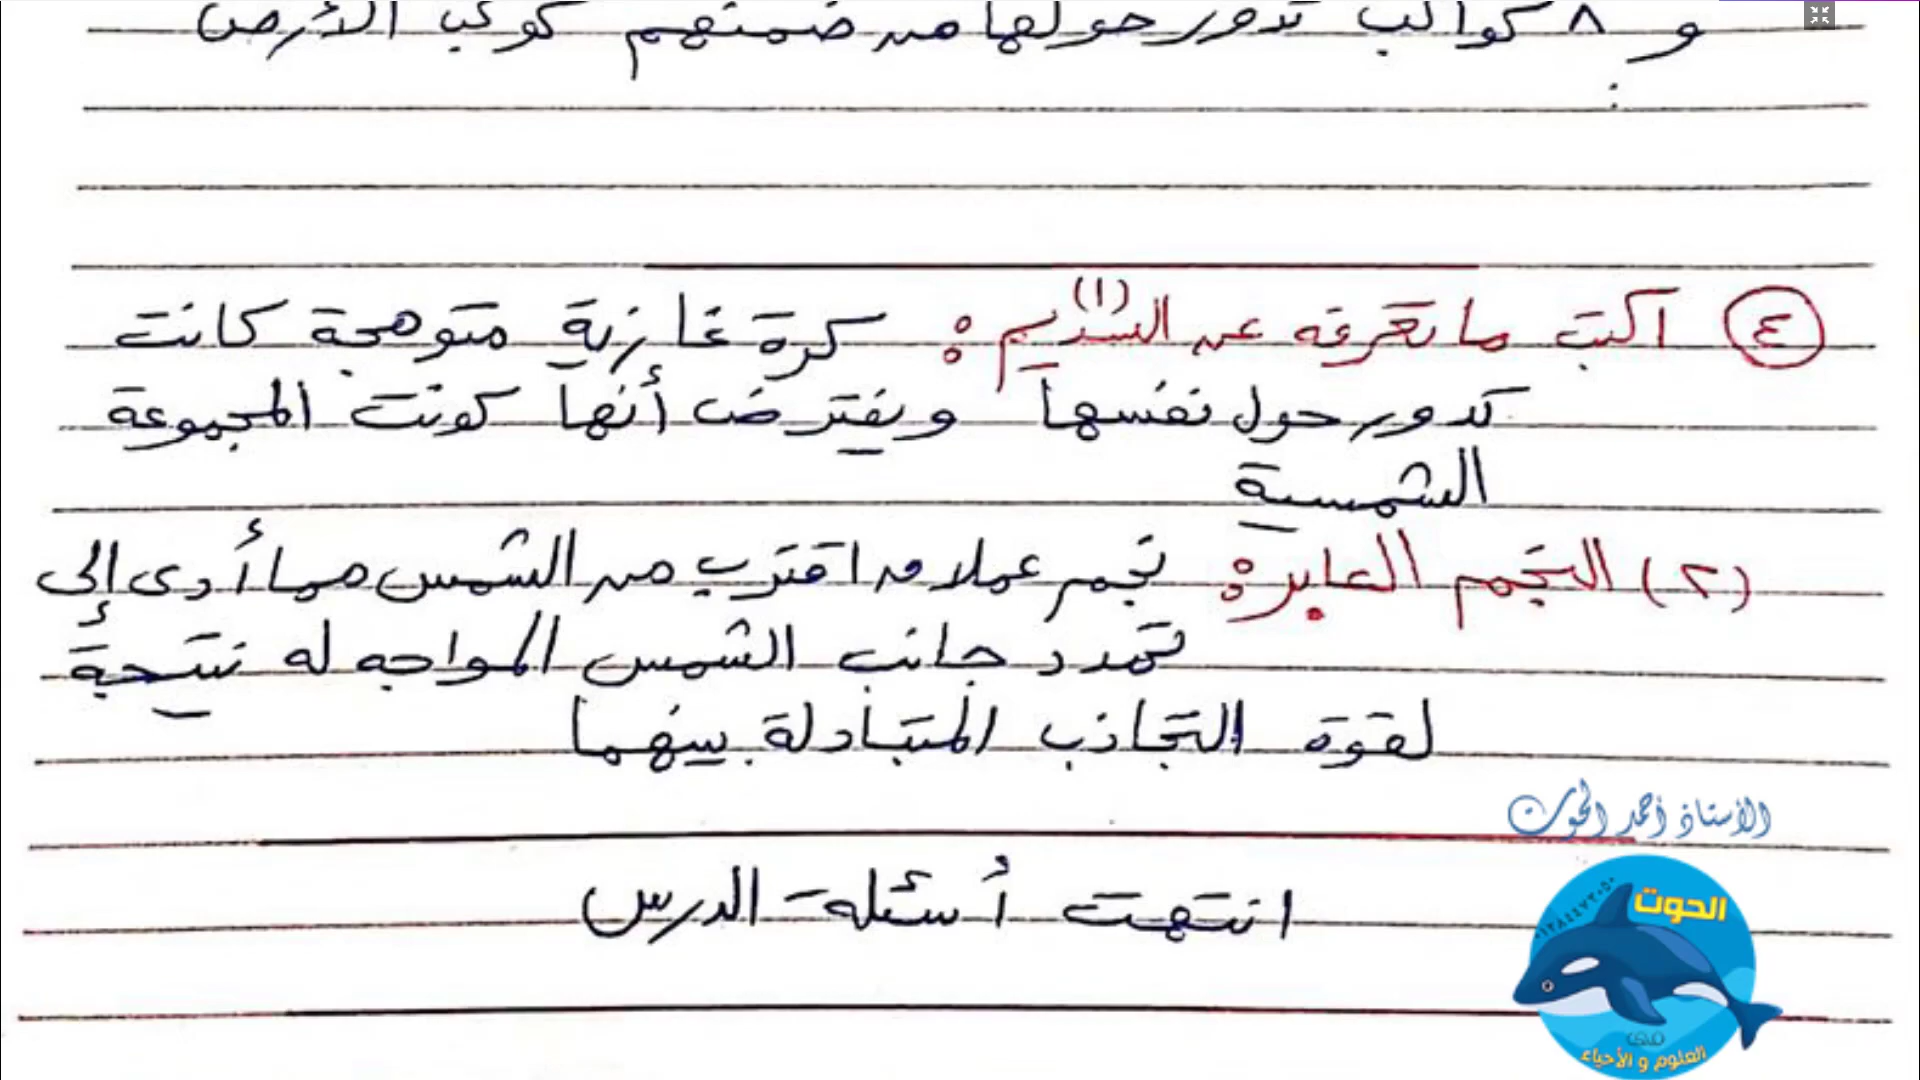 و ٨ كواكب تدور حولها من ضمنهم كوكب الأرض
٤ اكتب ما تعرفه عن (١) السديم : كرة غازية متوهجة كانت
تدور حول نفسها ويفترض أنها كونت المجموعة
الشمسية
(٢) النجم العابر : نجم عملاق اقترب من الشمس مما أدى إلى
تمدد جانب الشمس المواجه له نتيجة
لقوة التجاذب المتبادلة بينهما
الأستاذ أحمد الحوت
انتهت أسئلة الدرس
الحوت
العلوم و الأحياء